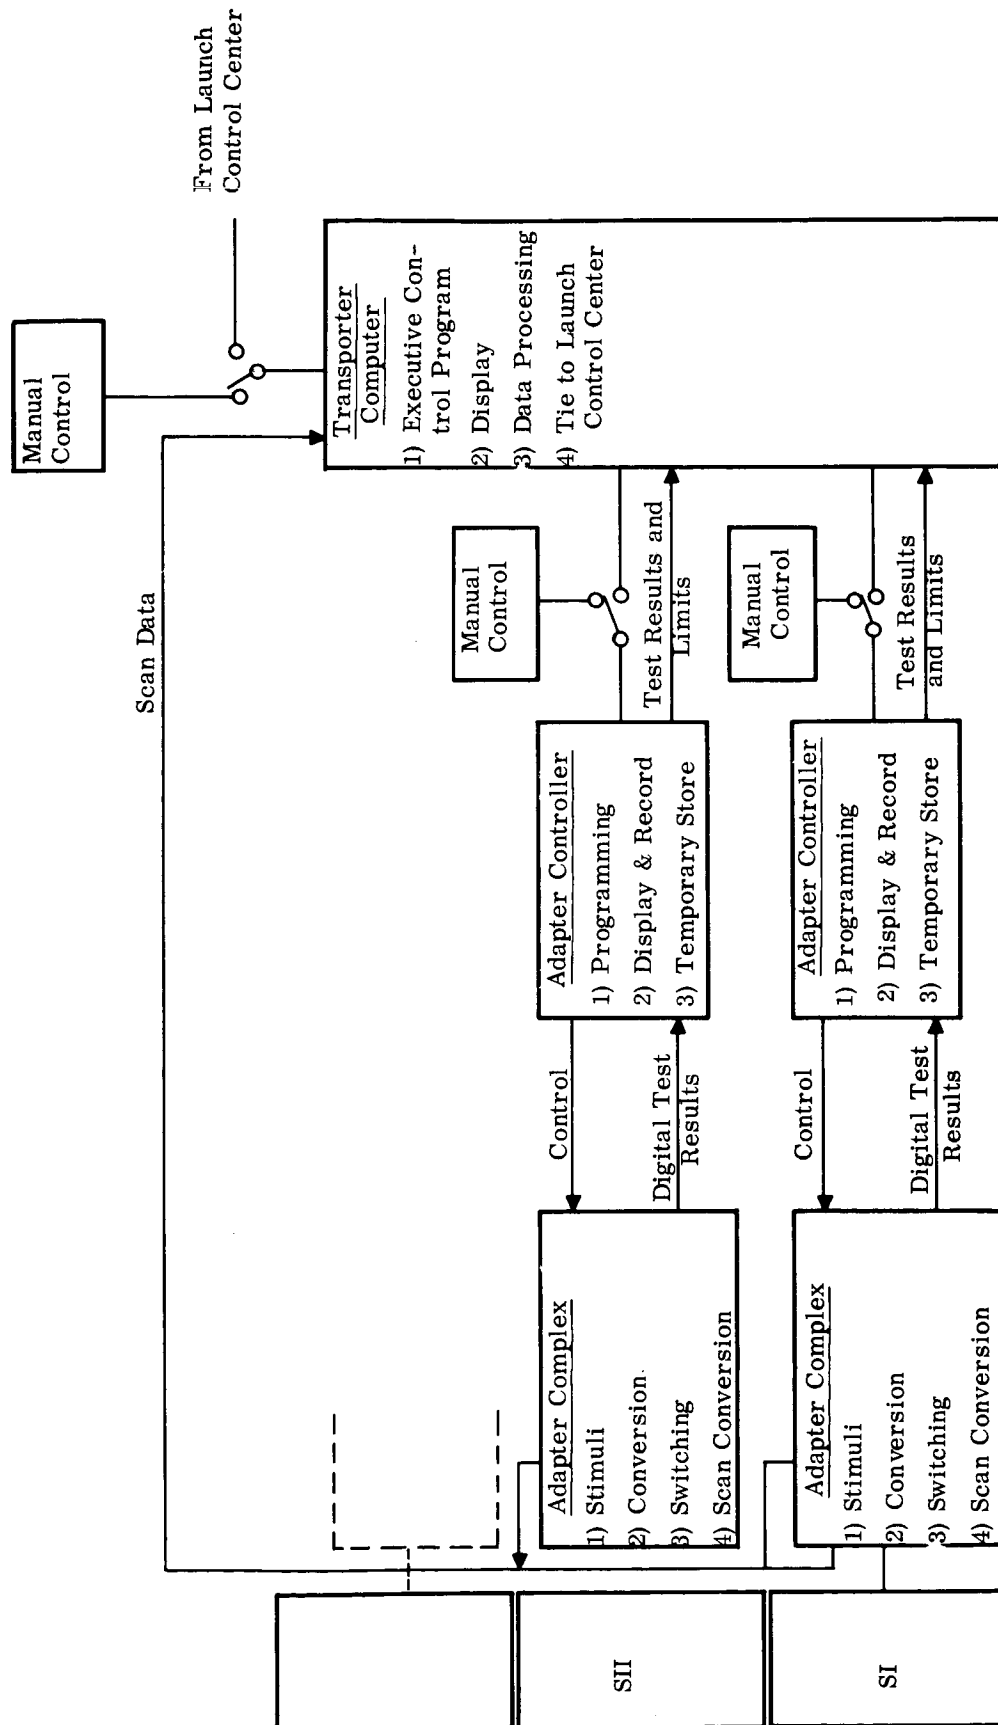 From Launch
Control Center
Manual
Control
Scan Data
Transporter
Computer
1) Executive Con-
trol Program
2) Display
3) Data Processing
4) Tie to Launch
Control Center
Manual
Control
Test Results and
Limits
Manual
Control
Test Results
and Limits
Adapter Controller
1) Programming
2) Display & Record
3) Temporary Store
Adapter Controller
1) Programming
2) Display & Record
3) Temporary Store
Control
Digital Test
Results
Control
Digital Test
Results
Adapter Complex
1) Stimuli
2) Conversion
3) Switching
4) Scan Conversion
Adapter Complex
1) Stimuli
2) Conversion
3) Switching
4) Scan Conversion
SII
SI